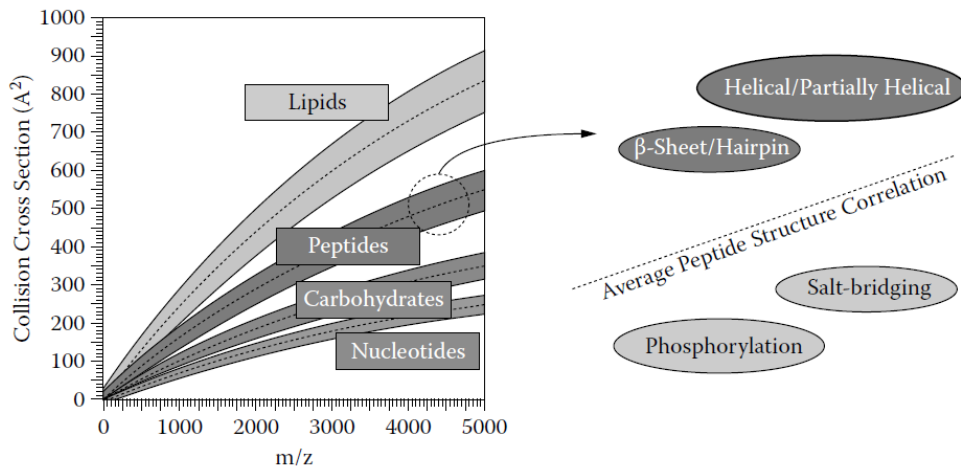 Collision Cross Section (A²)
1000
900
800
700
600
500
400
300
200
100
0
Lipids
Peptides
Carbohydrates
Nucleotides
0
1000
2000
3000
4000
5000
m/z
Helical/Partially Helical
β-Sheet/Hairpin
Average Peptide Structure Correlation
Salt-bridging
Phosphorylation